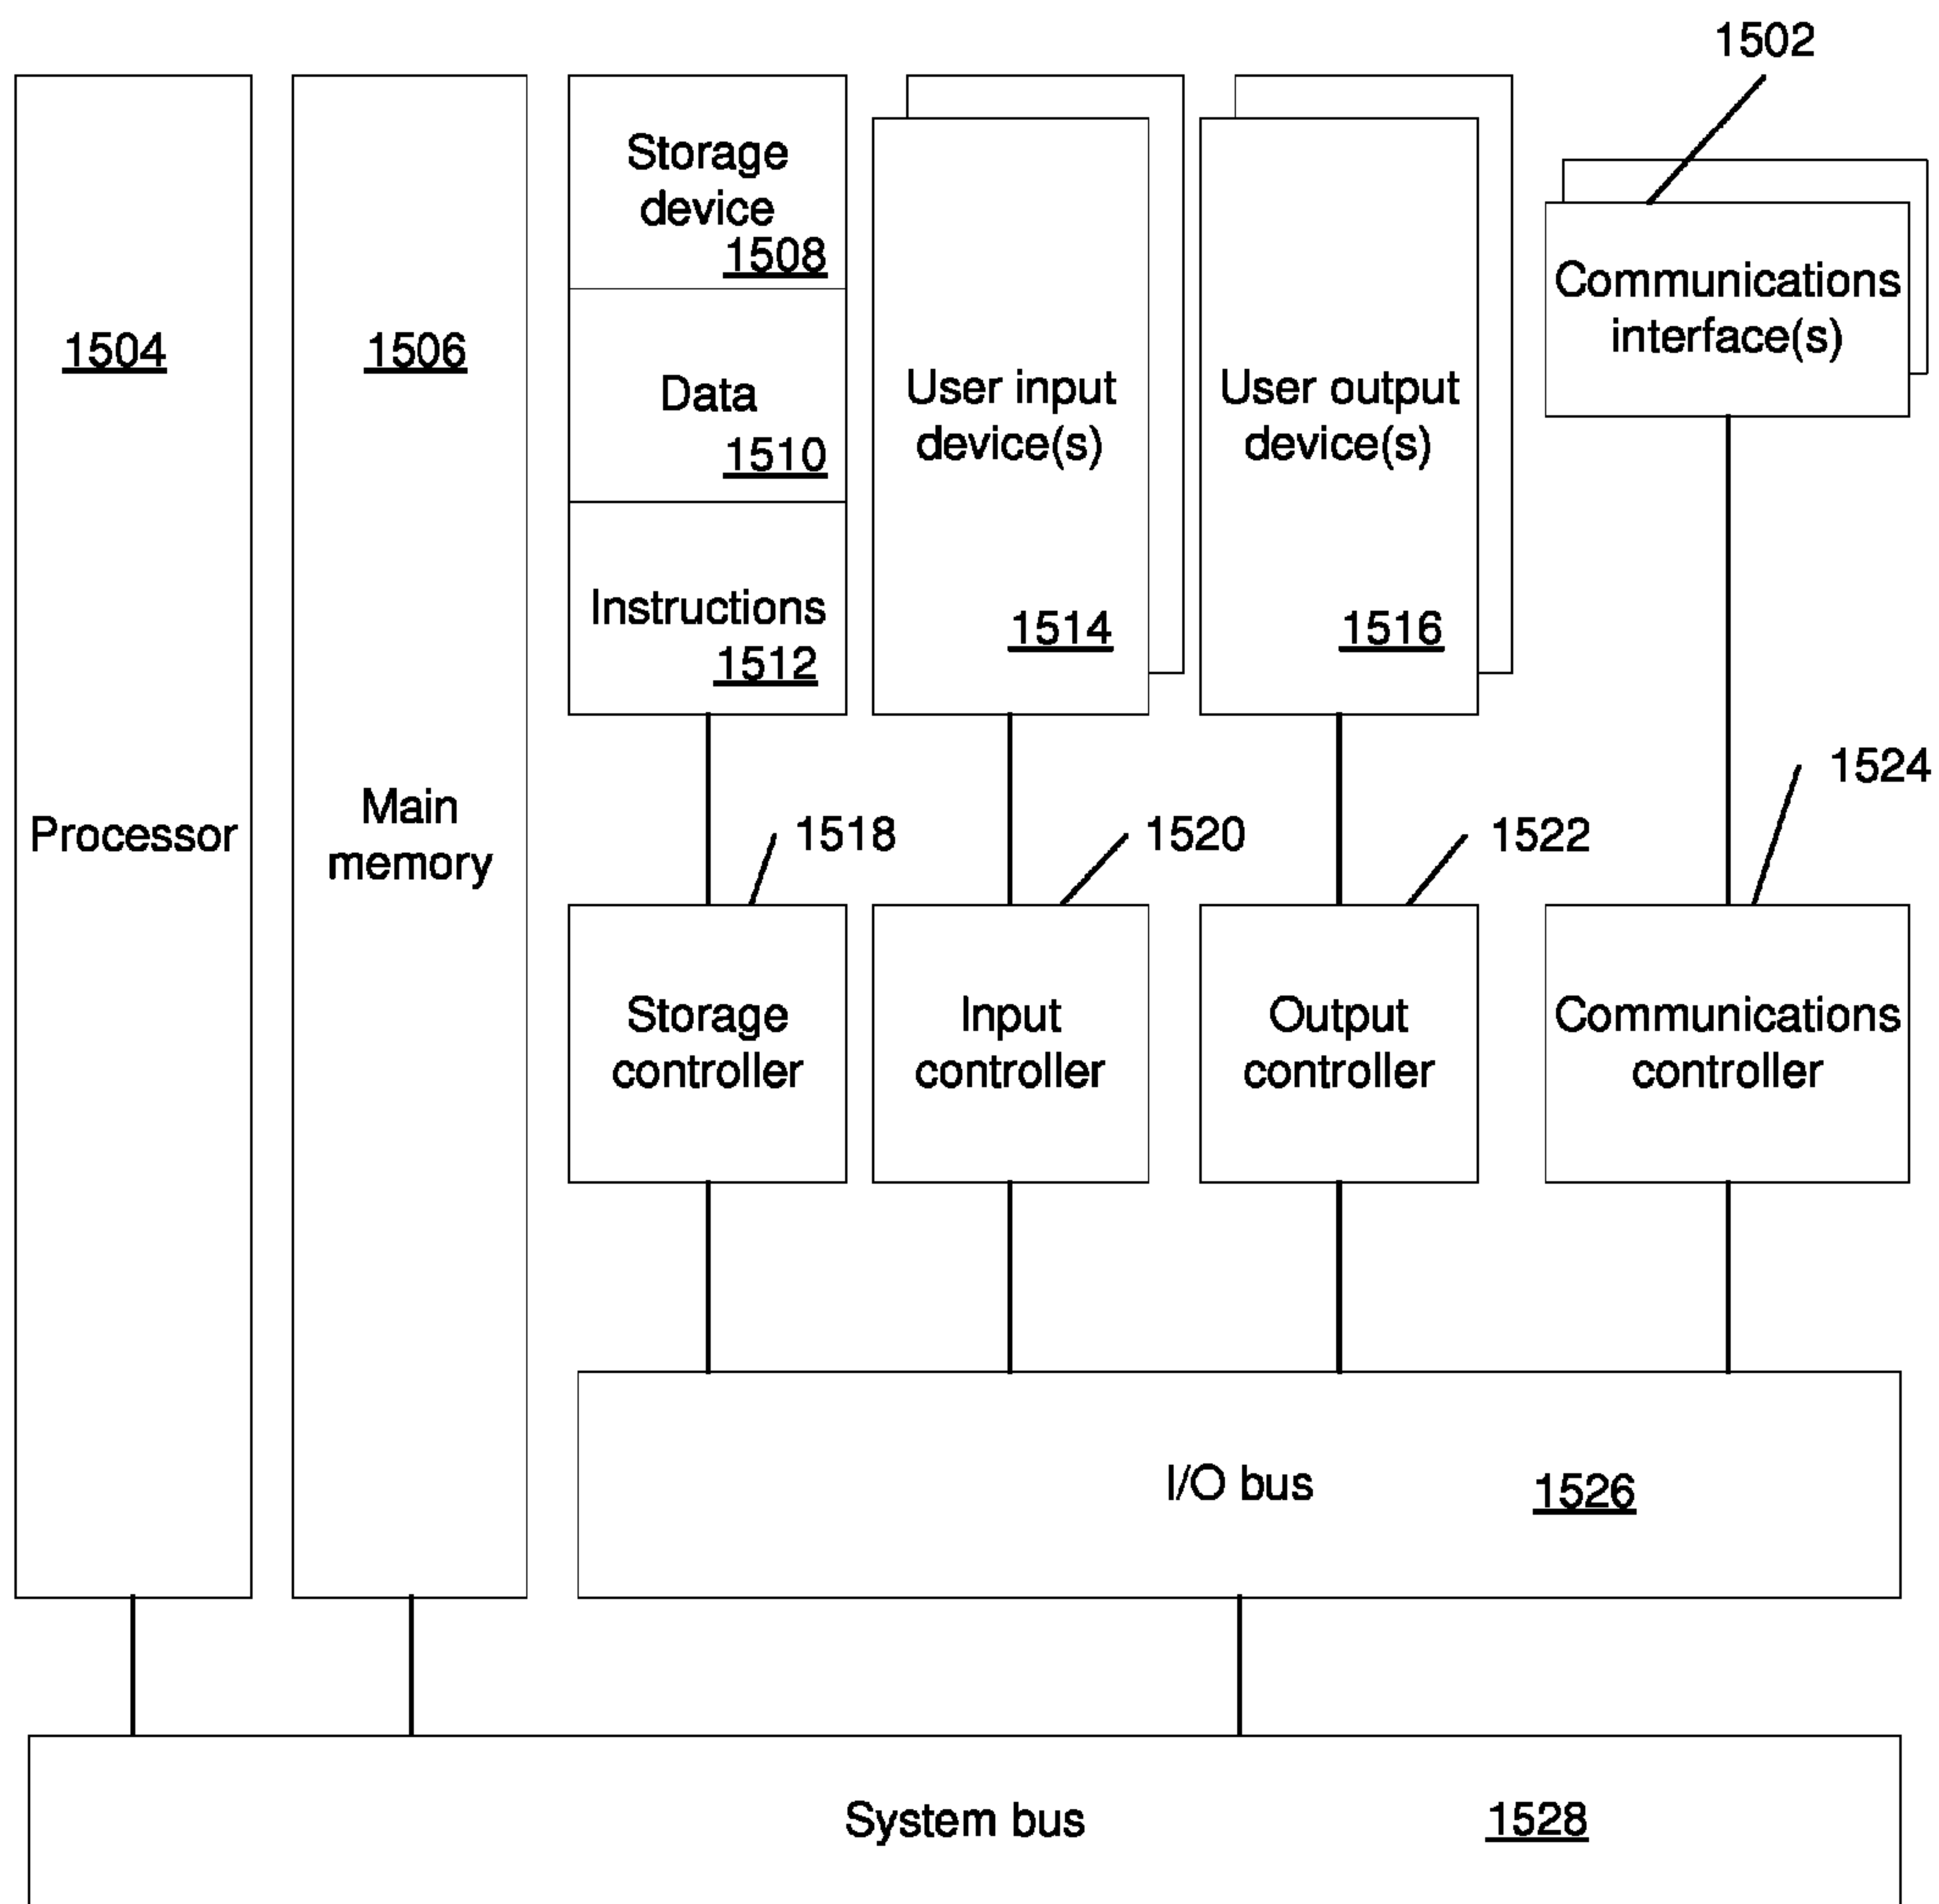 1502
1504
Processor
1506
Main
memory
Storage
device
1508
Data
1510
Instructions
1512
User input
device(s)
1514
User output
device(s)
1516
Communications
interface(s)
1518
Storage
controller
1520
Input
controller
1522
Output
controller
1524
Communications
controller
I/O bus
1526
System bus
1528